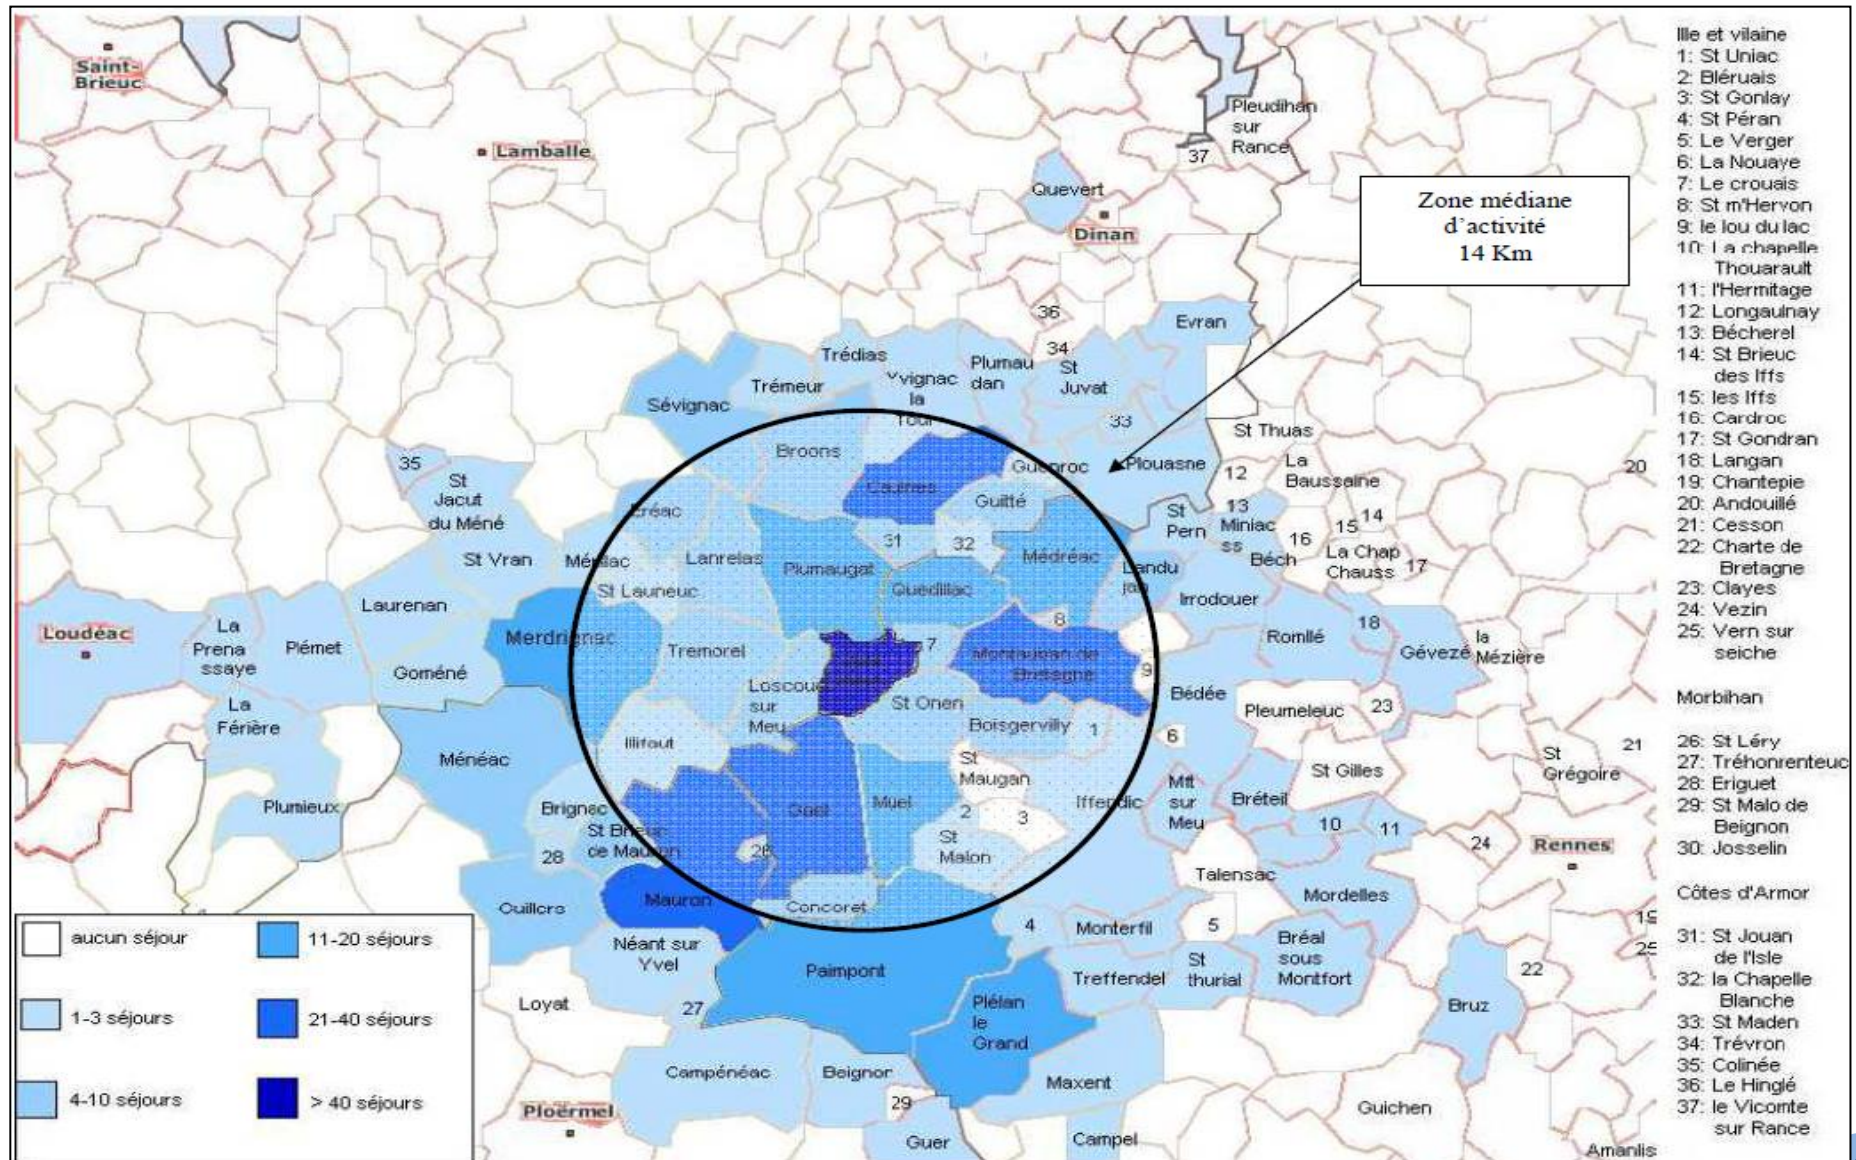 Saint-
Brieuc
Lamballe
Pleudihan
sur
Rance
37
Quevert
Dinan
Zone médiane
d'activité
14 Km
36
Evran
34
St
Juvat
Trédias
Yvignac
la
Tour
Plumau
dan
Trémeur
Sévignac
33
St Thuas
Broons
Guenroc
Plouasne
12
La
Baussaine
20
35
St
Jacut
du Méné
Caulnes
Guitté
Eréac
St
Pern
13
Miniac
ss
Béch
16
15
14
La Chap
Chauss
17
31
32
Médréac
St Vran
Lanrelas
Plumaugat
Landu
jan
St Launeuc
Quedillac
Irrodouer
Laurenan
8
18
Romllé
Loudéac
La
Prena
ssaye
Plémet
Merdrignac
Tremorel
7
Montauban de
Bretagne
9
Gévezé
la
Mézière
Goméné
Loscoue
sur
Meu
St Onen
Bédée
La
Férière
Boisgervilly
1
Pleumeleuc
23
6
Illifaut
Ménéac
St
Maugan
St Gilles
St
Grégoire
21
Plumieux
Brignac
Gael
Muel
Iffendic
Mtt
sur
Meu
Bréteil
2
3
10
11
St Brieuc
de Mauron
28
26
St
Malon
24
Rennes
Talensac
Mauron
Concoret
Mordelles
4
Monterfil
5
19
Néant sur
Yvel
Bréal
sous
Montfort
25
22
Paimpont
Treffendel
St
thurial
Loyat
27
Plélan
le
Grand
Bruz
Campénéac
Beignon
Maxent
29
Guichen
Ploërmel
Guer
Campel
Amanlis
aucun séjour
11-20 séjours
1-3 séjours
21-40 séjours
4-10 séjours
> 40 séjours
Ille et vilaine
1: St Uniac
2: Bléruais
3: St Gonlay
4: St Péran
5: Le Verger
6: La Nouaye
7: Le crouais
8: St m'Hervon
9: le lou du lac
10: La chapelle
Thouarault
11: l'Hermitage
12: Longaulnay
13: Bécherel
14: St Brieuc
des Iffs
15: les Iffs
16: Cardroc
17: St Gondran
18: Langan
19: Chantepie
20: Andouillé
21: Cesson
22: Charte de
Bretagne
23: Clayes
24: Vezin
25: Vern sur
seiche
Morbihan
26: St Léry
27: Tréhonrenteuc
28: Eriguet
29: St Malo de
Beignon
30: Josselin
Côtes d'Armor
31: St Jouan
de l'Isle
32: la Chapelle
Blanche
33: St Maden
34: Trévron
35: Colinée
36: Le Hinglé
37: le Vicomte
sur Rance